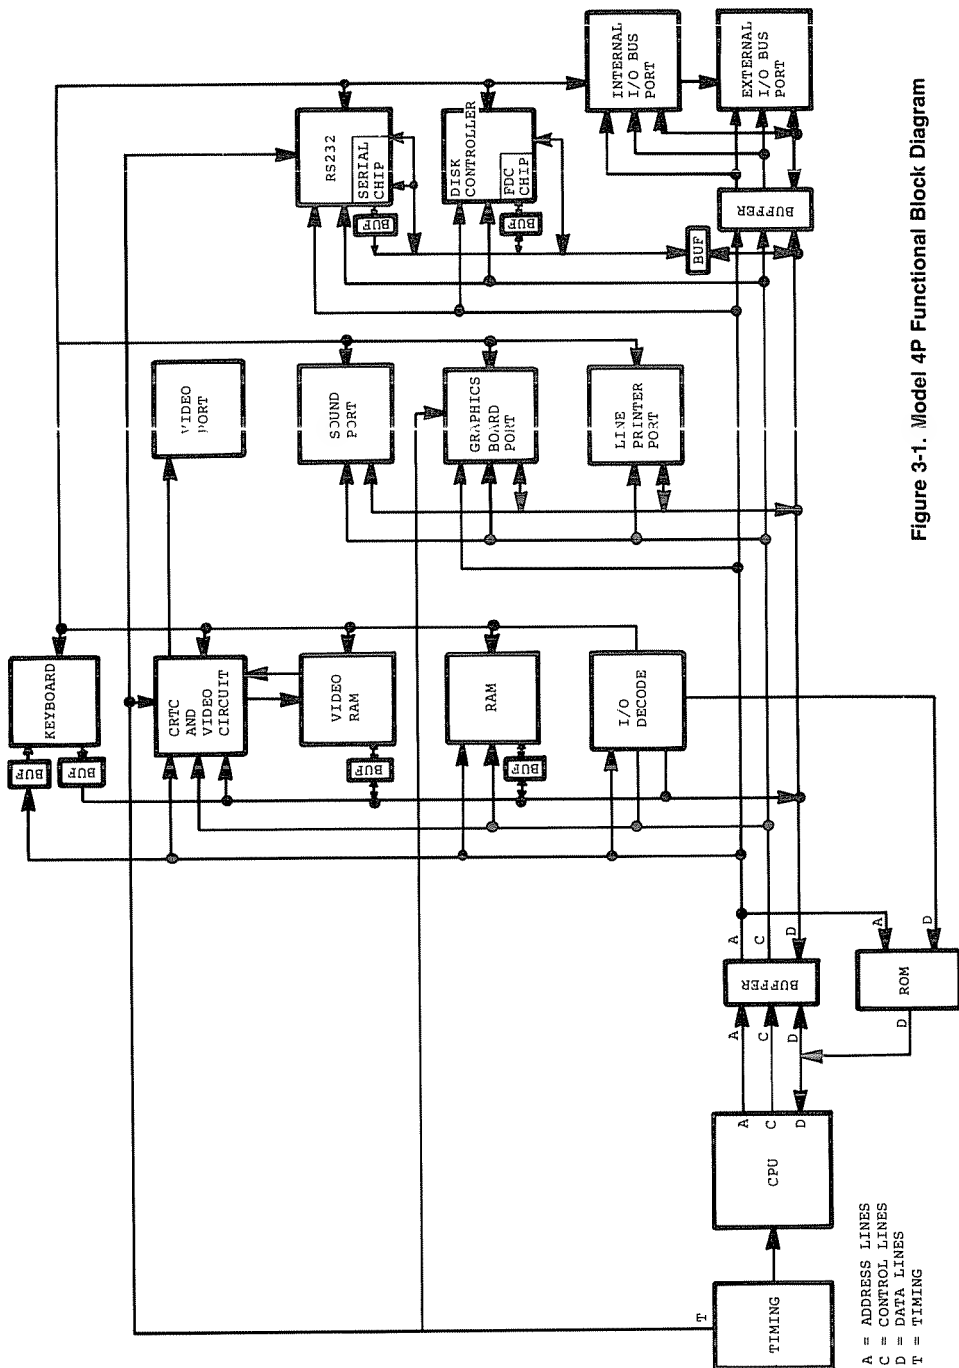 KEYBOARD
BUF
BUF
CRTC
AND
VIDEO
CIRCUIT
VIDEO
RAM
BUF
RAM
BUF
I/O
DECODE
VIDEO
PORT
SOUND
PORT
GRAPHICS
BOARD
PORT
LINE
PRINTER
PORT
RS232
SERIAL
CHIP
BUF
DISK
CONTROLLER
FDC
CHIP
BUF
BUF
INTERNAL
I/O BUS
PORT
EXTERNAL
I/O BUS
PORT
BUFFER
T
TIMING
CPU
A
C
D
A
C
D
BUFFER
A
C
D
A
D
ROM
D
A = ADDRESS LINES
C = CONTROL LINES
D = DATA LINES
T = TIMING
Figure 3-1. Model 4P Functional Block Diagram